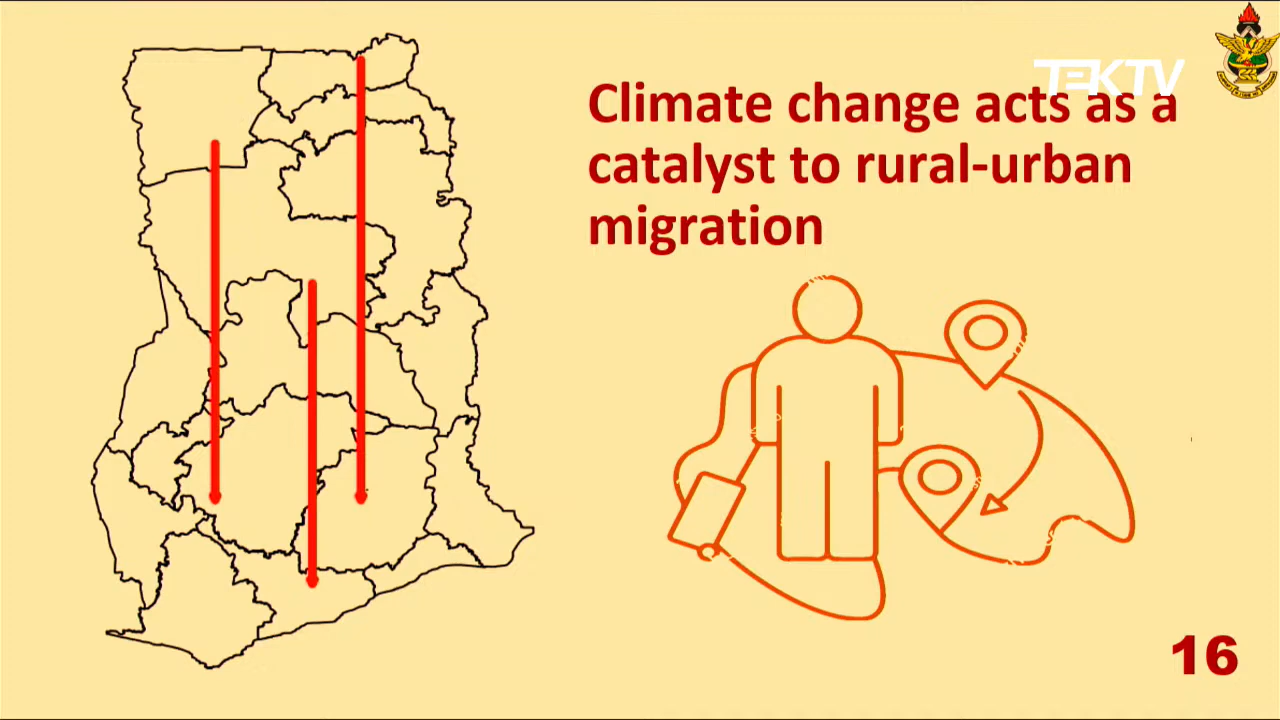 TEKTV
Climate change acts as a
catalyst to rural-urban
migration
16